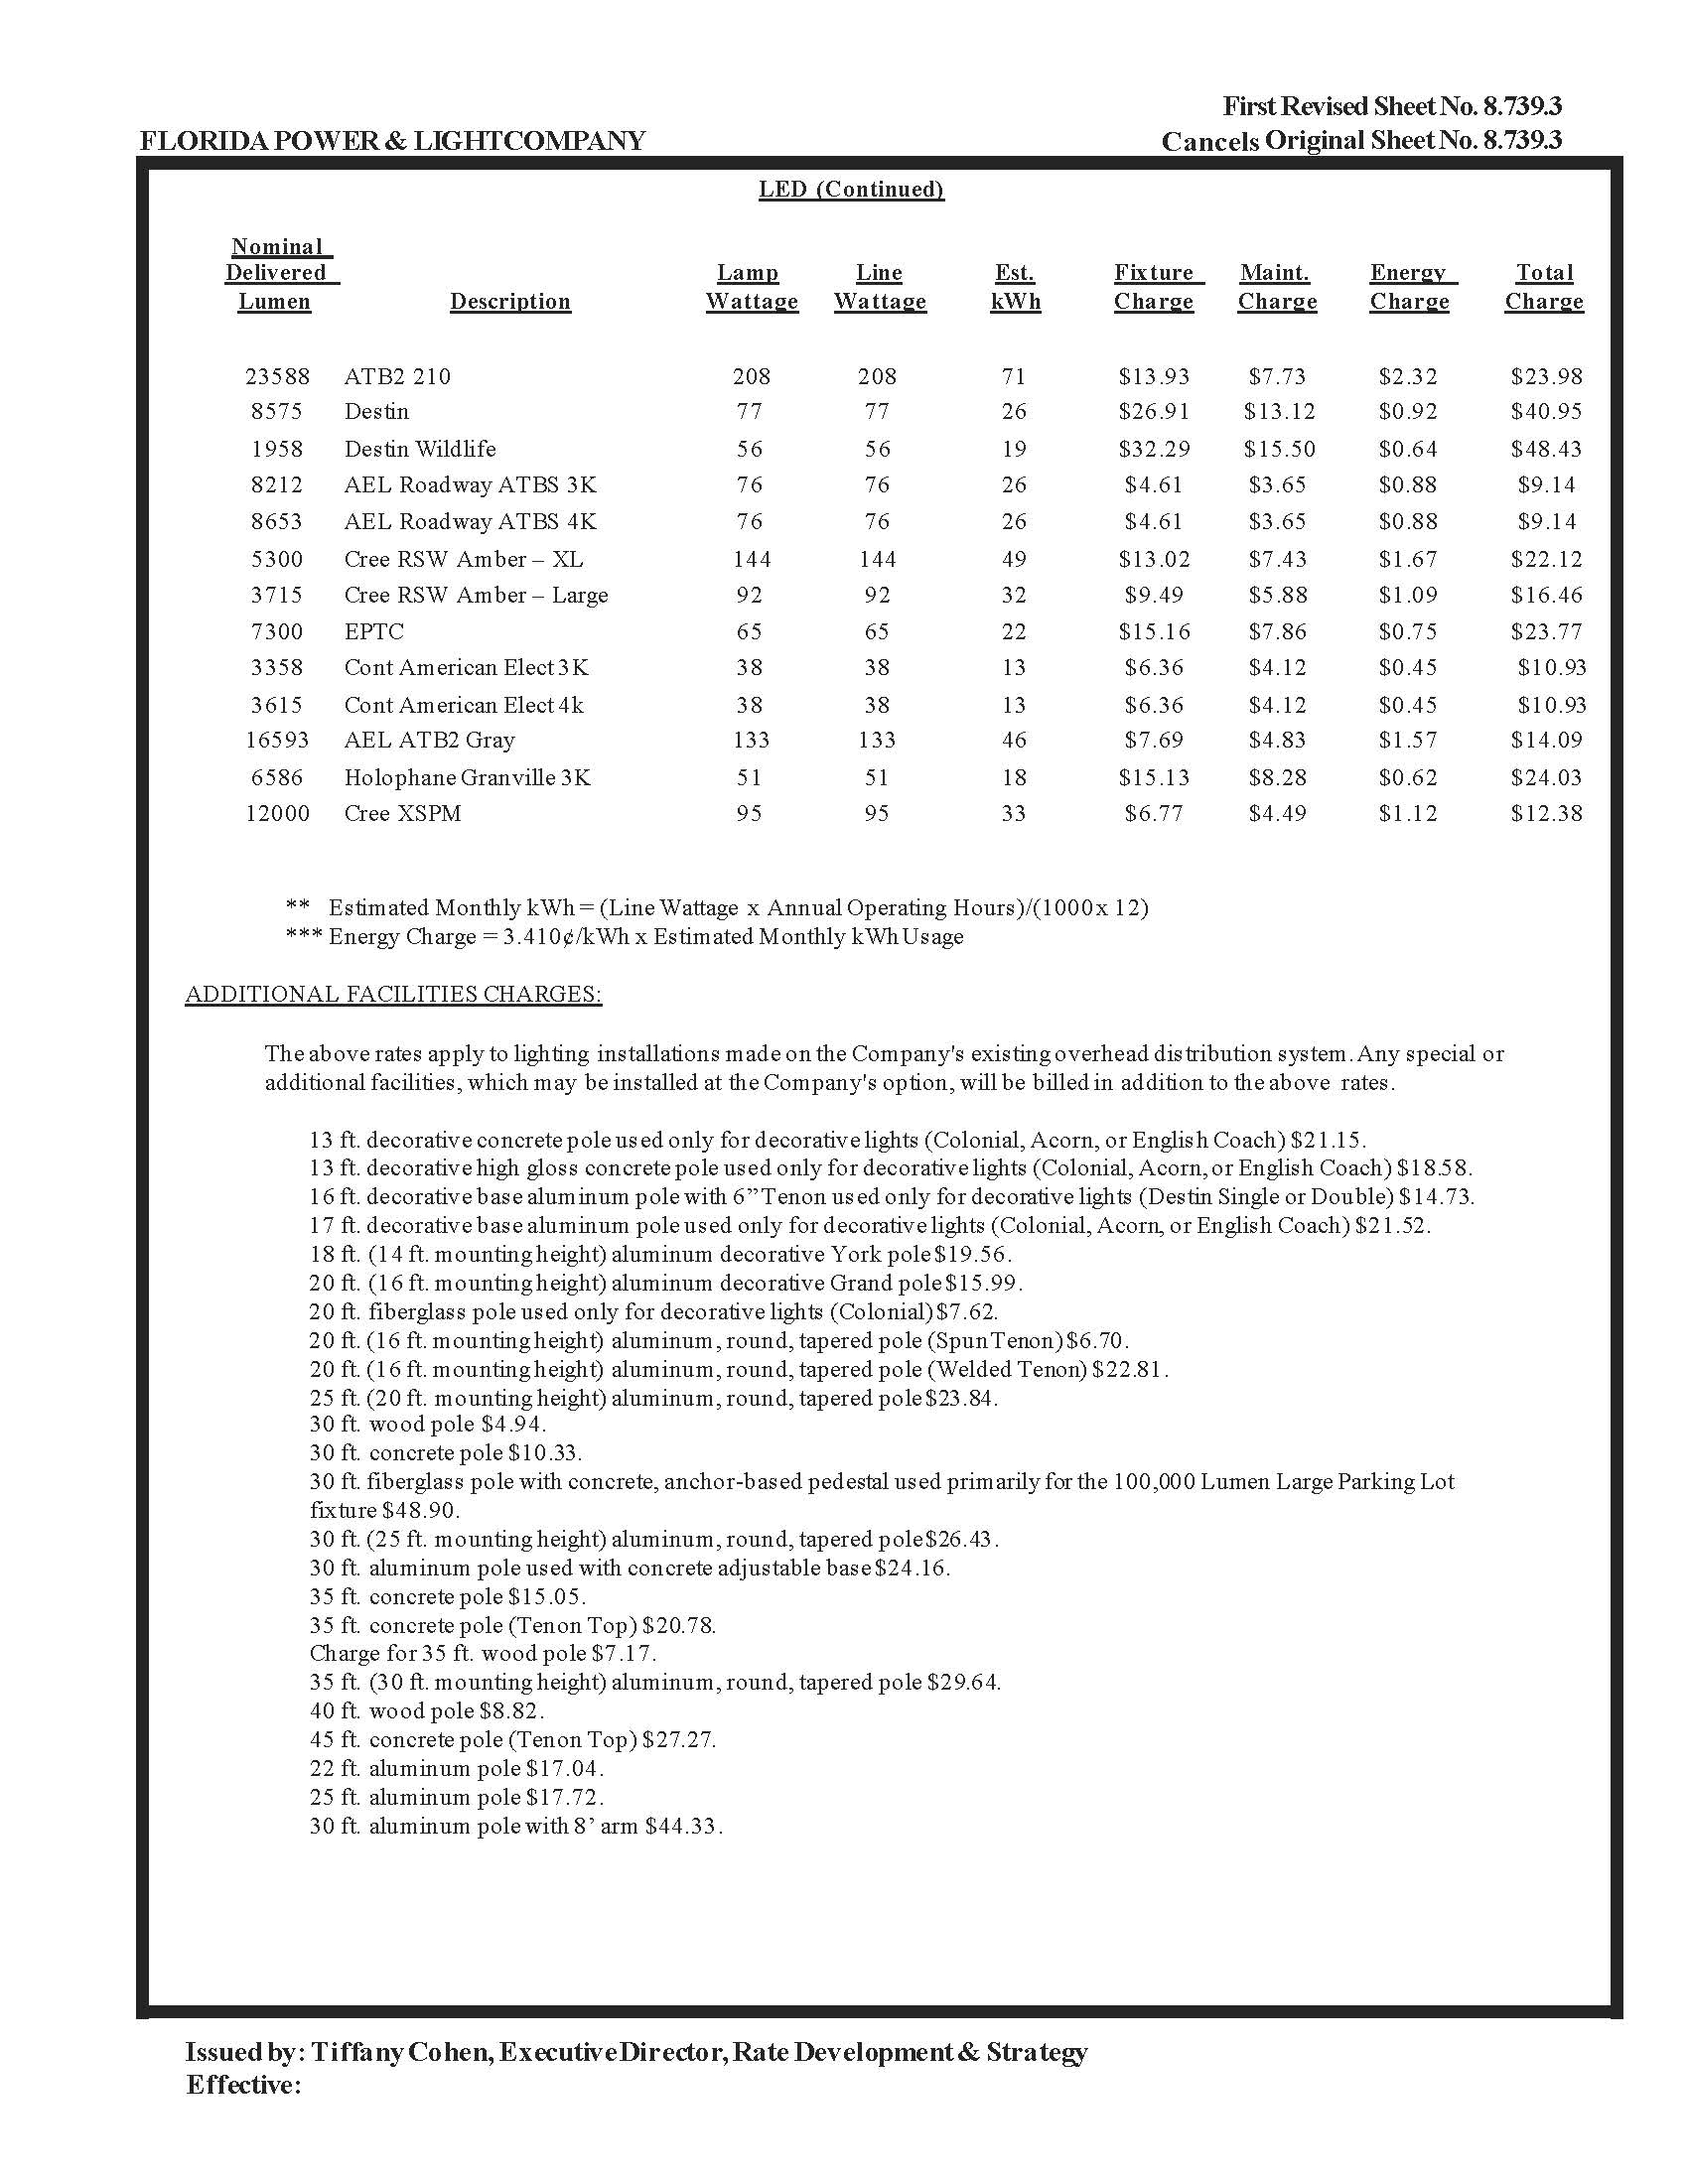 First Revised Sheet No. 8.739.3
FLORIDA POWER & LIGHT COMPANY Cancels Original Sheet No. 8.739.3
LED (Continued)
Nominal
Delivered Lamp Line Est. Fixture Maint. Energy Total
Lumen Description Wattage Wattage kWh Charge Charge Charge Charge
23588 ATB2 210 208 208 71 $13.93 $7.73 $2.32 $23.98
8575 Destin 77 77 26 $26.91 $13.12 $0.92 $40.95
1958 Destin Wildlife 56 56 19 $32.29 $15.50 $0.64 $48.43
8212 AEL Roadway ATBS 3K 76 76 26 $4.61 $3.65 $0.88 $9.14
8653 AEL Roadway ATBS 4K 76 76 26 $4.61 $3.65 $0.88 $9.14
5300 Cree RSW Amber – XL 144 144 49 $13.02 $7.43 $1.67 $22.12
3715 Cree RSW Amber – Large 92 92 32 $9.49 $5.88 $1.09 $16.46
7300 EPTC 65 65 22 $15.16 $7.86 $0.75 $23.77
3358 Cont American Elect 3K 38 38 13 $6.36 $4.12 $0.45 $10.93
3615 Cont American Elect 4k 38 38 13 $6.36 $4.12 $0.45 $10.93
16593 AEL ATB2 Gray 133 133 46 $7.69 $4.83 $1.57 $14.09
6586 Holophane Granville 3K 51 51 18 $15.13 $8.28 $0.62 $24.03
12000 Cree XSPM 95 95 33 $6.77 $4.49 $1.12 $12.38
** Estimated Monthly kWh = (Line Wattage x Annual Operating Hours)/(1000 x 12)
*** Energy Charge = 3.410¢/kWh x Estimated Monthly kWh Usage
ADDITIONAL FACILITIES CHARGES:
The above rates apply to lighting installations made on the Company's existing overhead distribution system. Any special or
additional facilities, which may be installed at the Company's option, will be billed in addition to the above rates.
13 ft. decorative concrete pole used only for decorative lights (Colonial, Acorn, or English Coach) $21.15.
13 ft. decorative high gloss concrete pole used only for decorative lights (Colonial, Acorn, or English Coach) $18.58.
16 ft. decorative base aluminum pole with 6” Tenon used only for decorative lights (Destin Single or Double) $14.73.
17 ft. decorative base aluminum pole used only for decorative lights (Colonial, Acorn, or English Coach) $21.52.
18 ft. (14 ft. mounting height) aluminum decorative York pole $19.56.
20 ft. (16 ft. mounting height) aluminum decorative Grand pole $15.99.
20 ft. fiberglass pole used only for decorative lights (Colonial) $7.62.
20 ft. (16 ft. mounting height) aluminum, round, tapered pole (Spun Tenon) $6.70.
20 ft. (16 ft. mounting height) aluminum, round, tapered pole (Welded Tenon) $22.81.
25 ft. (20 ft. mounting height) aluminum, round, tapered pole $23.84.
30 ft. wood pole $4.94.
30 ft. concrete pole $10.33.
30 ft. fiberglass pole with concrete, anchor-based pedestal used primarily for the 100,000 Lumen Large Parking Lot
fixture $48.90.
30 ft. (25 ft. mounting height) aluminum, round, tapered pole $26.43.
30 ft. aluminum pole used with concrete adjustable base $24.16.
35 ft. concrete pole $15.05.
35 ft. concrete pole (Tenon Top) $20.78.
Charge for 35 ft. wood pole $7.17.
35 ft. (30 ft. mounting height) aluminum, round, tapered pole $29.64.
40 ft. wood pole $8.82.
45 ft. concrete pole (Tenon Top) $27.27.
22 ft. aluminum pole $17.04.
25 ft. aluminum pole $17.72.
30 ft. aluminum pole with 8’ arm $44.33.
Issued by: Tiffany Cohen, Executive Director, Rate Development & Strategy
Effective: